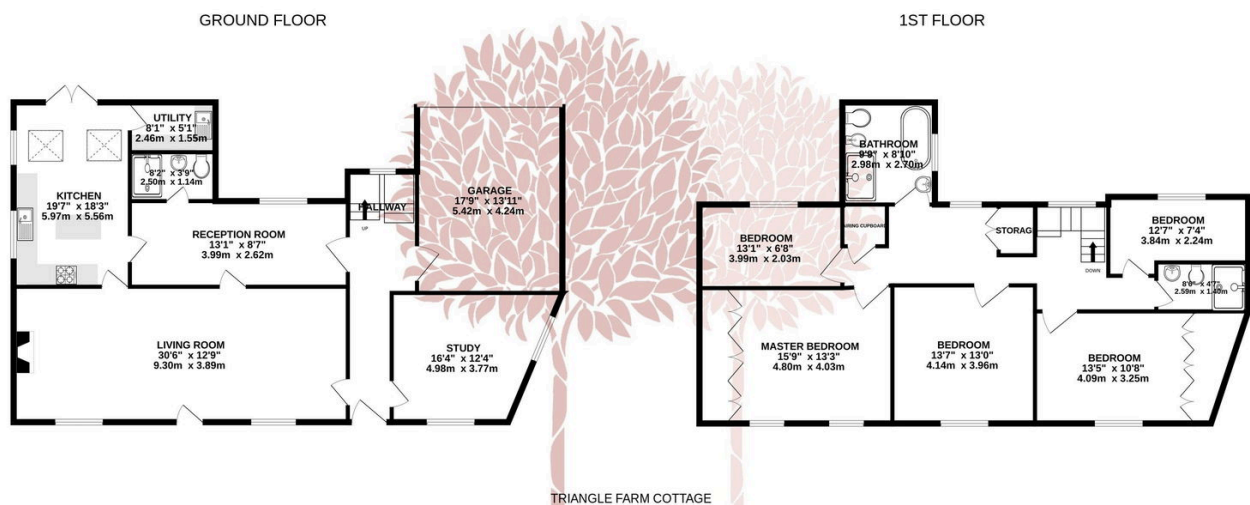 GROUND FLOOR
1ST FLOOR
UTILITY
8'1" x 5'1"
2.46m x 1.55m
8'2" x 3'9"
2.50m x 1.14m
KITCHEN
19'7" x 18'3"
5.97m x 5.56m
RECEPTION ROOM
13'1" x 8'7"
3.99m x 2.62m
HALLWAY
UP
GARAGE
17'9" x 13'11"
5.42m x 4.24m
LIVING ROOM
30'6" x 12'9"
9.30m x 3.89m
STUDY
16'4" x 12'4"
4.98m x 3.77m
BATHROOM
9'9" x 8'10"
2.98m x 2.70m
BEDROOM
13'1" x 6'8"
3.99m x 2.03m
AIRING CUPBOARD
STORAGE
DOWN
BEDROOM
12'7" x 7'4"
3.84m x 2.24m
8'6" x 4'7"
2.59m x 1.40m
MASTER BEDROOM
15'9" x 13'3"
4.80m x 4.03m
BEDROOM
13'7" x 13'0"
4.14m x 3.96m
BEDROOM
13'5" x 10'8"
4.09m x 3.25m
TRIANGLE FARM COTTAGE